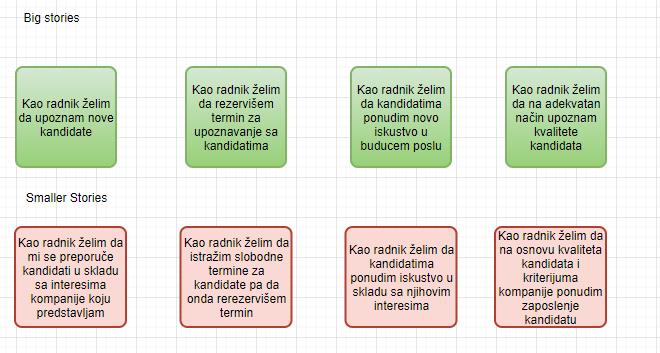 Big stories
Kao radnik želim
da upoznam nove
kandidate
Kao radnik želim
da rezervišem
termin za
upoznavanje sa
kandidatima
Kao radnik želim
da kandidatima
ponudim novo
iskustvo u
buducem poslu
Kao radnik želim
da na adekvatan
način upoznam
kvalitete
kandidata
Smaller Stories
Kao radnik želim da
mi se preporuče
kandidati u skladu
sa interesima
kompanije koju
predstavljam
Kao radnik želim da
istražim slobodne
termine za
kandidate pa da
onda rerezervišem
termin
Kao radnik želim da
kandidatima
ponudim iskustvo u
skladu sa njihovim
interesima
Kao radnik želim da
na osnovu kvaliteta
kandidata i
kriterijuma
kompanije ponudim
zaposlenje
kandidatu